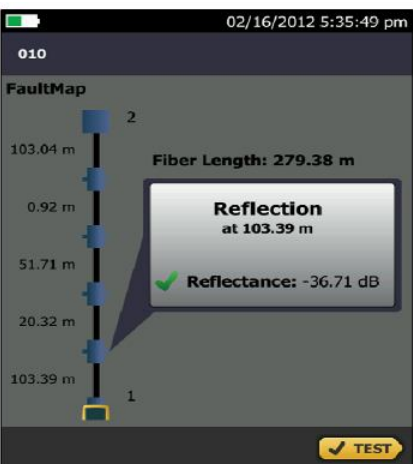 02/16/2012 5:35:49 pm
010
FaultMap
2
103.04 m
Fiber Length: 279.38 m
0.92 m
Reflection
at 103.39 m
51.71 m
Reflectance: -36.71 dB
20.32 m
103.39 m
1
TEST